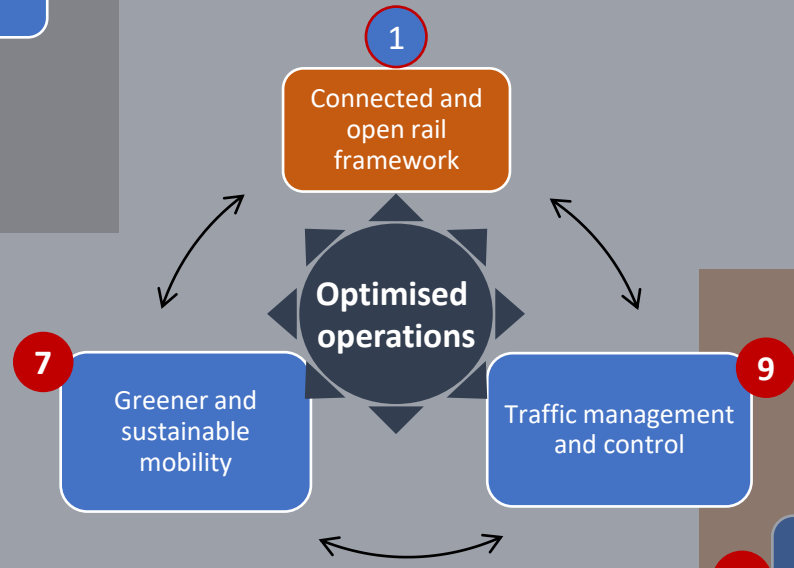 1
Connected and
open rail
framework
Optimised
operations
7
Greener and
sustainable
mobility
9
Traffic management
and control